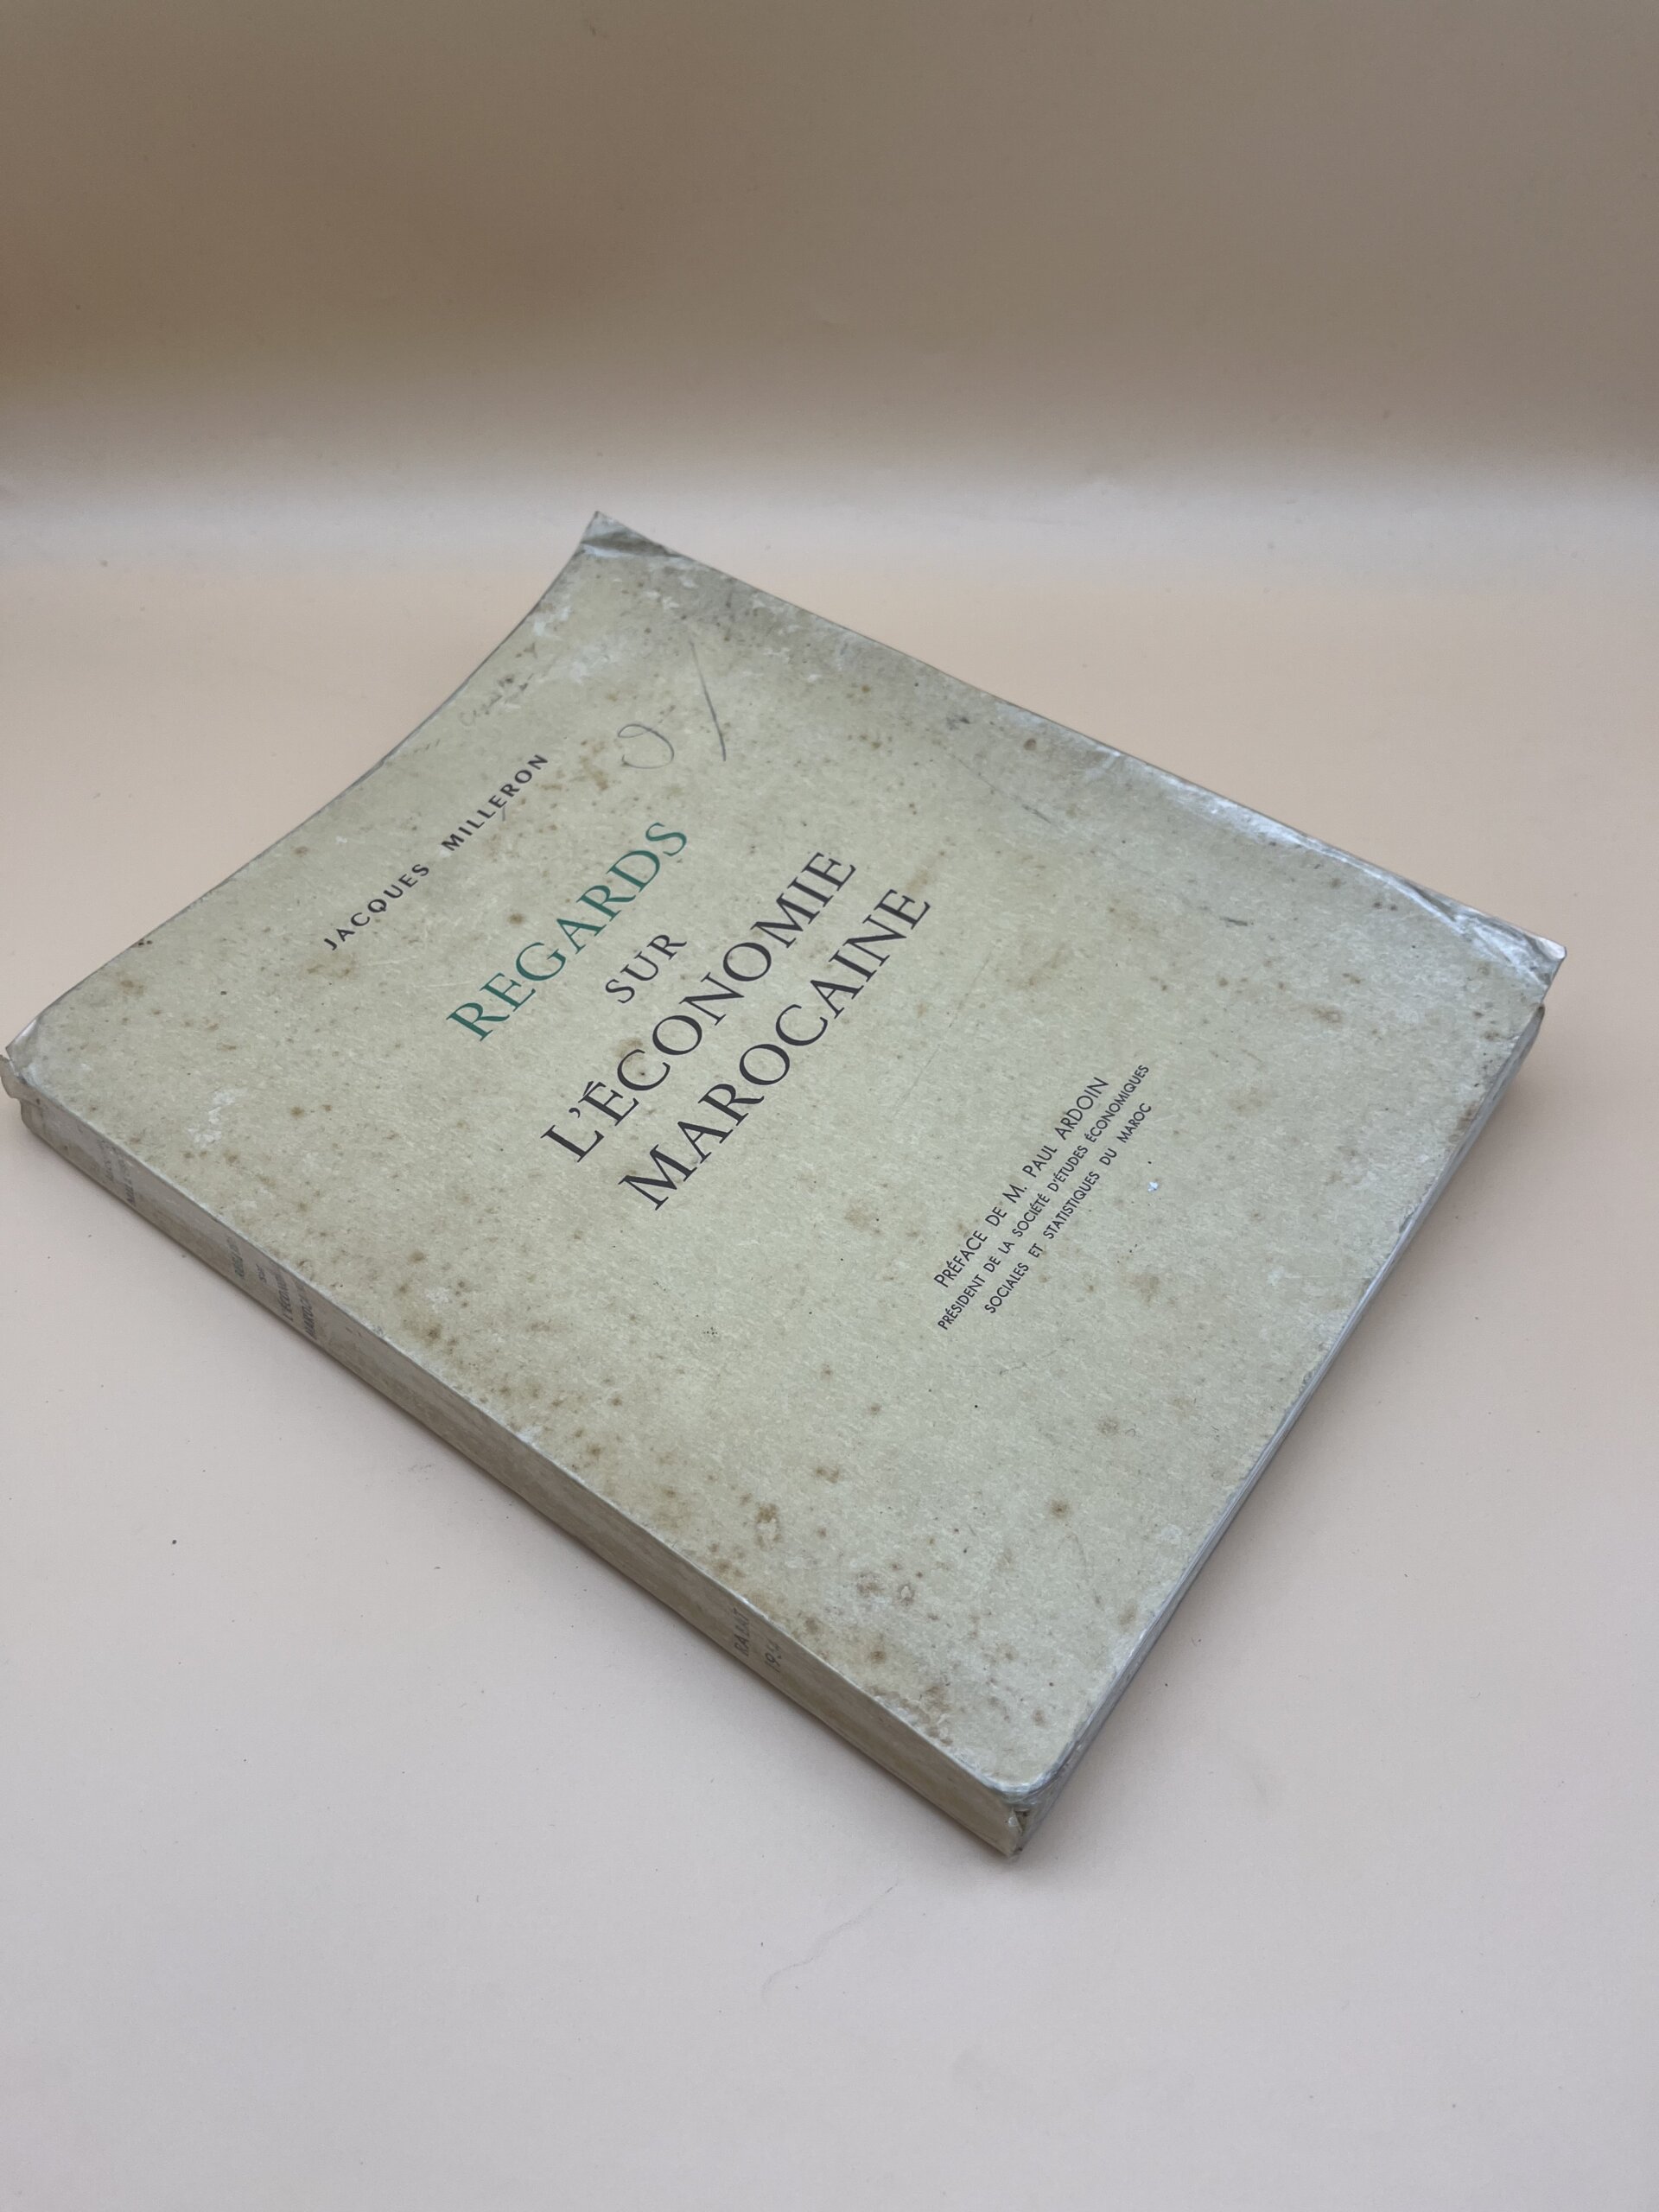 JACQUES MILLERON
REGARDS
SUR
L'ÉCONOMIE
MAROCAINE
PRÉFACE DE M. PAUL ARDOIN
PRÉSIDENT DE LA SOCIÉTÉ D'ÉTUDES ÉCONOMIQUES
SOCIALES ET STATISTIQUES DU MAROC
RABAT